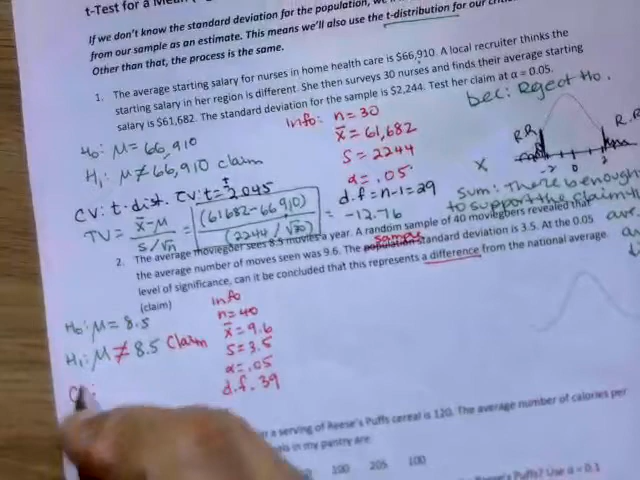 t-Test for a Mean
If we don't know the standard deviation for the population, we
from our sample as an estimate. This means we'll also use the t-distribution for our
Other than that, the process is the same.
1. The average starting salary for nurses in home health care is $66,910. A local recruiter thinks the
starting salary in her region is different. She then surveys 30 nurses and finds their average starting
salary is $61,682. The standard deviation for the sample is $2,244. Test her claim at α = 0.05.
H₀: μ = 66,910
H₁: μ ≠ 66,910 claim
CV: t-dist. CV: t = ± 2.045
TV = x̄-μ / s/√n = (61682-66910) / (2244/√30) = -12.76
Info: n = 30
x̄ = 61,682
s = 2244
α = .05
d.f = n-1 = 29
Dec: Reject Ho.
R.R
R.R
-2 0 2
X
sum: There is enough
to support the claim
2. The average moviegoer sees 8.5 movies a year. A random sample of 40 moviegoers revealed that
the average number of moves seen was 9.6. The population sample standard deviation is 3.5. At the 0.05
level of significance, can it be concluded that this represents a difference from the national average.
(claim)
H₀: μ = 8.5
H₁: μ ≠ 8.5 Claim
Info
n = 40
x̄ = 9.6
s = 3.5
α = .05
d.f. 39
a serving of Reese's Puffs cereal is 120. The average number of calories per
in my pantry are
100 205 100
Reese's Puffs? Use α = 0.1